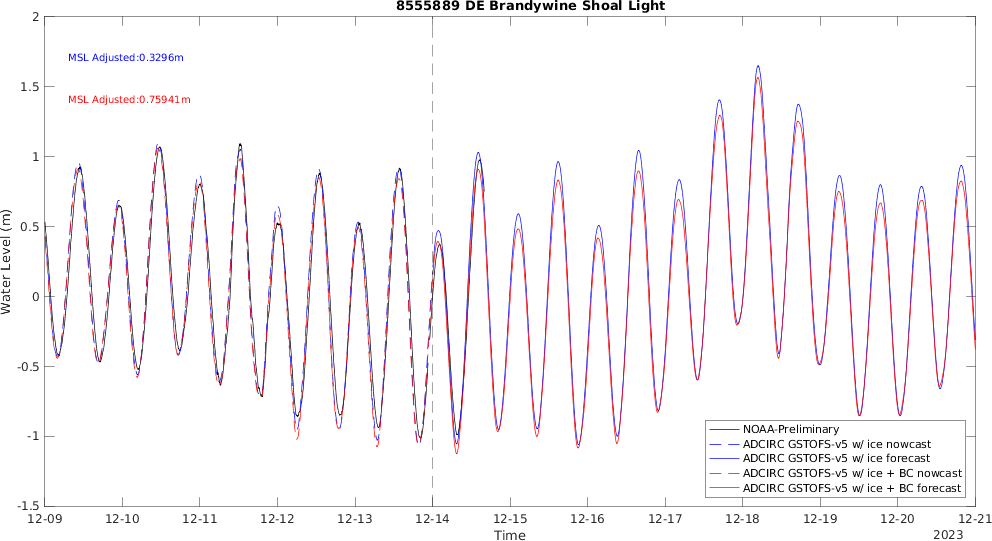 8555889 DE Brandywine Shoal Light
MSL Adjusted:0.3296m
MSL Adjusted:0.75941m
Water Level (m)
2
1.5
1
0.5
0
-0.5
-1
-1.5
NOAA-Preliminary
ADCIRC GSTOFS-v5 w/ ice nowcast
ADCIRC GSTOFS-v5 w/ ice forecast
ADCIRC GSTOFS-v5 w/ ice + BC nowcast
ADCIRC GSTOFS-v5 w/ ice + BC forecast
12-09 12-10 12-11 12-12 12-13 12-14 12-15 12-16 12-17 12-18 12-19 12-20 12-21
Time
2023